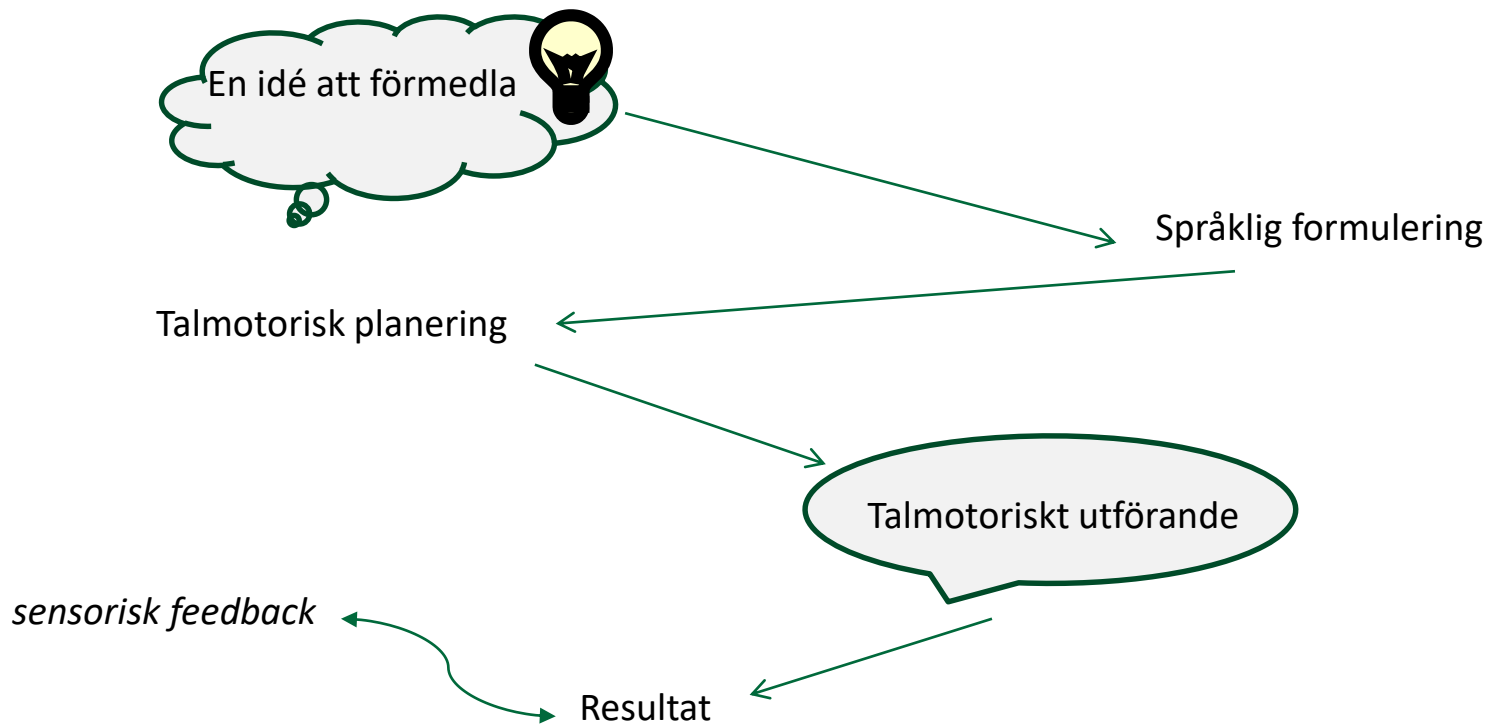 En idé att förmedla
Språklig formulering
Talmotorisk planering
Talmotoriskt utförande
sensorisk feedback
Resultat